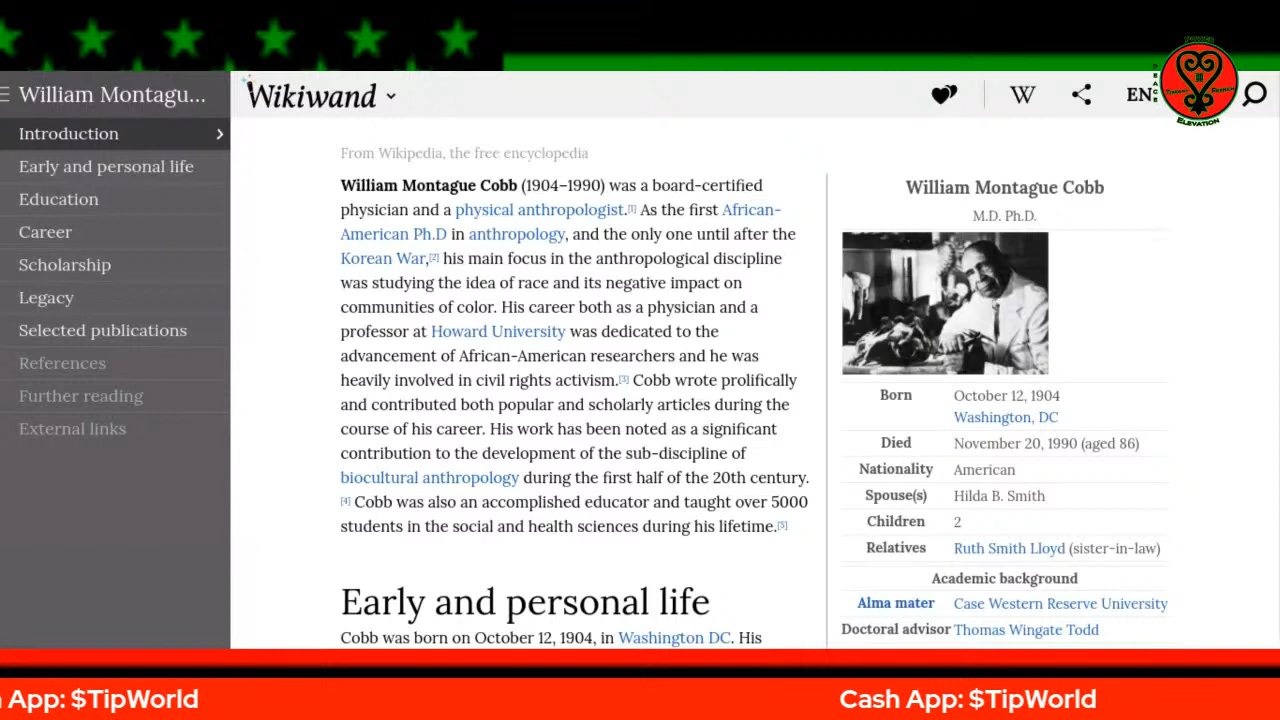 William Montagu...
Introduction
Early and personal life
Education
Career
Scholarship
Legacy
Selected publications
References
Further reading
External links
Wikiwand
W
EN
POWER
PEACE
ELEVATION
From Wikipedia, the free encyclopedia
William Montague Cobb (1904–1990) was a board-certified
physician and a physical anthropologist.[1] As the first African-
American Ph.D in anthropology, and the only one until after the
Korean War,[2] his main focus in the anthropological discipline
was studying the idea of race and its negative impact on
communities of color. His career both as a physician and a
professor at Howard University was dedicated to the
advancement of African-American researchers and he was
heavily involved in civil rights activism.[3] Cobb wrote prolifically
and contributed both popular and scholarly articles during the
course of his career. His work has been noted as a significant
contribution to the development of the sub-discipline of
biocultural anthropology during the first half of the 20th century.
[4] Cobb was also an accomplished educator and taught over 5000
students in the social and health sciences during his lifetime.[5]
Early and personal life
Cobb was born on October 12, 1904, in Washington DC. His
William Montague Cobb
M.D. Ph.D.
Born October 12, 1904
Washington, DC
Died November 20, 1990 (aged 86)
Nationality American
Spouse(s) Hilda B. Smith
Children 2
Relatives Ruth Smith Lloyd (sister-in-law)
Academic background
Alma mater Case Western Reserve University
Doctoral advisor Thomas Wingate Todd
App: $TipWorld
Cash App: $TipWorld